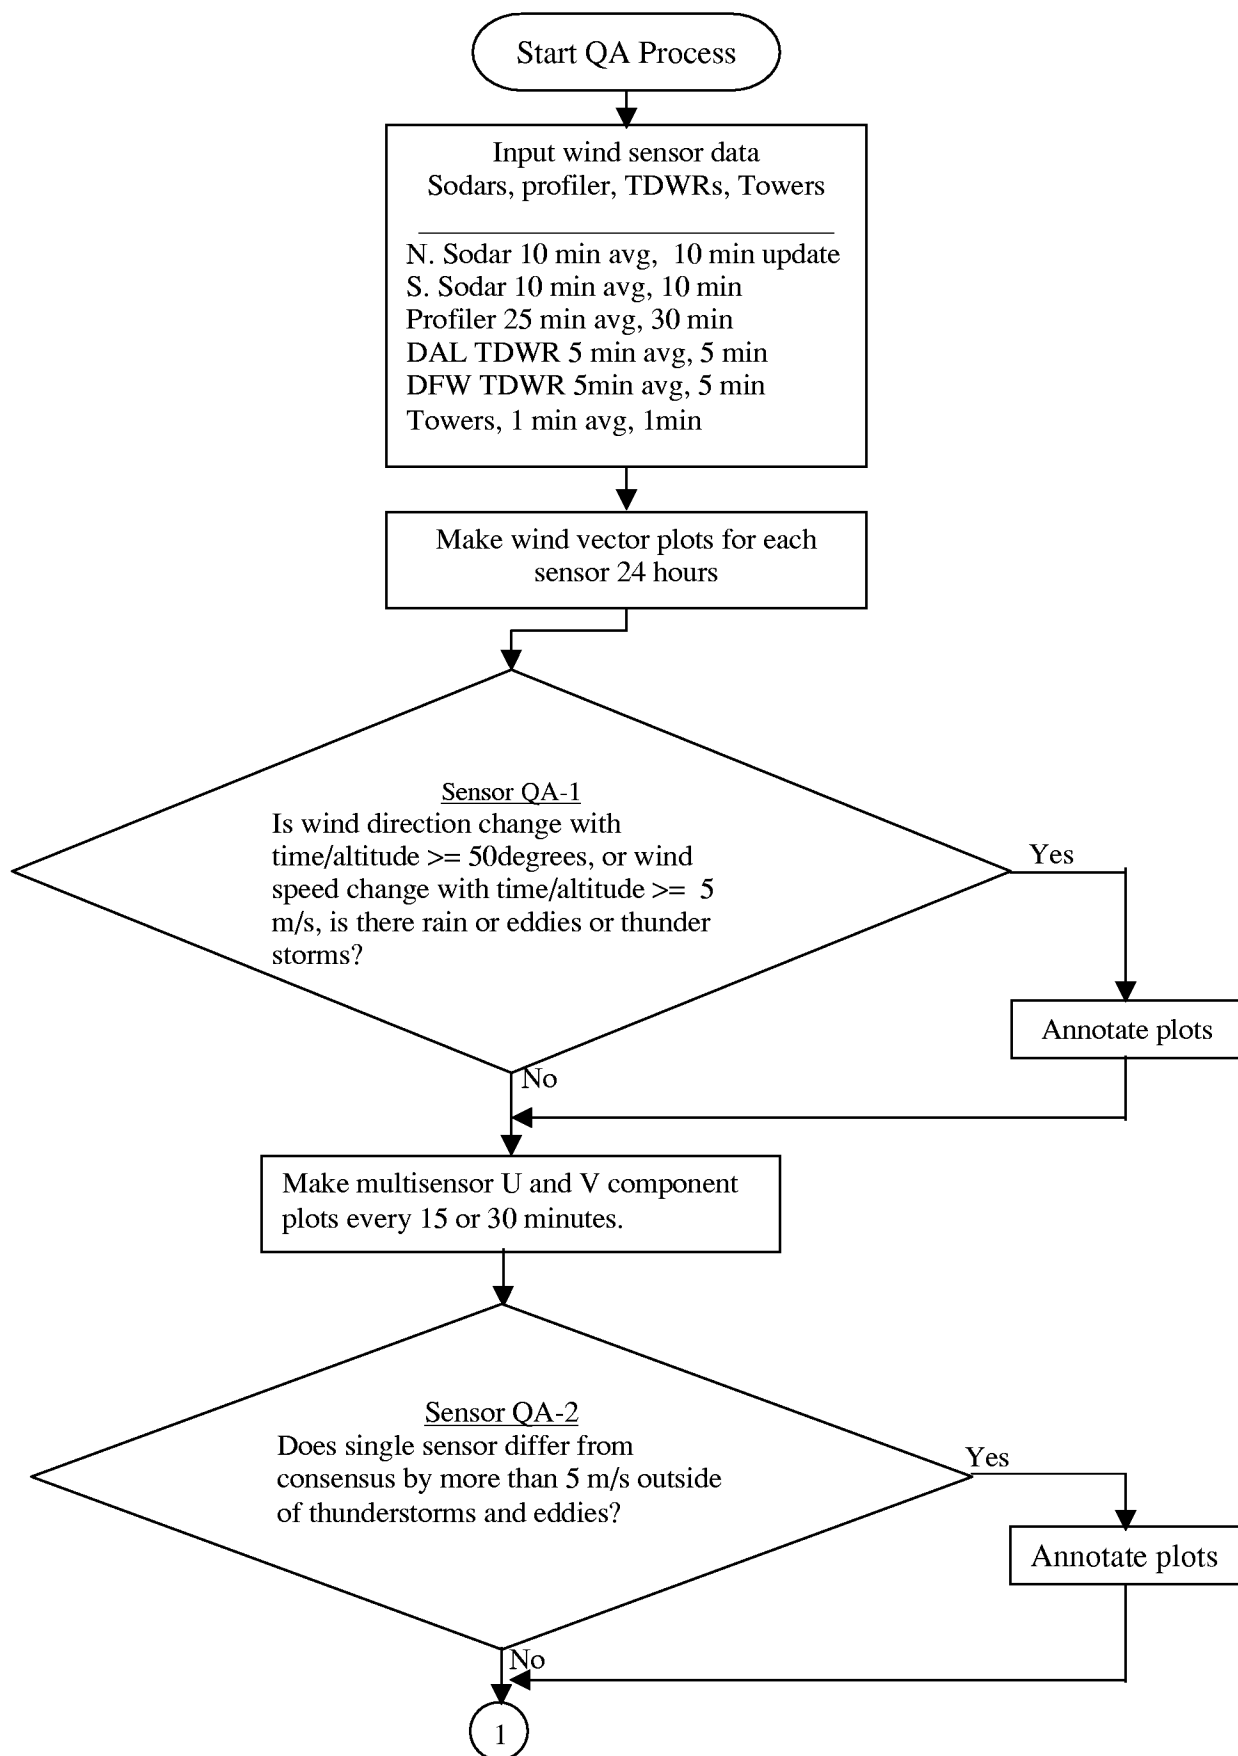 Start QA Process
Input wind sensor data
Sodars, profiler, TDWRs, Towers
N. Sodar 10 min avg,  10 min update
S. Sodar 10 min avg, 10 min
Profiler 25 min avg, 30 min
DAL TDWR 5 min avg, 5 min
DFW TDWR 5min avg, 5 min
Towers, 1 min avg, 1min
Make wind vector plots for each
sensor 24 hours
Sensor QA-1
Is wind direction change with
time/altitude >= 50degrees, or wind
speed change with time/altitude >=  5
m/s, is there rain or eddies or thunder
storms?
Yes
Annotate plots
No
Make multisensor U and V component
plots every 15 or 30 minutes.
Sensor QA-2
Does single sensor differ from
consensus by more than 5 m/s outside
of thunderstorms and eddies?
Yes
Annotate plots
No
1